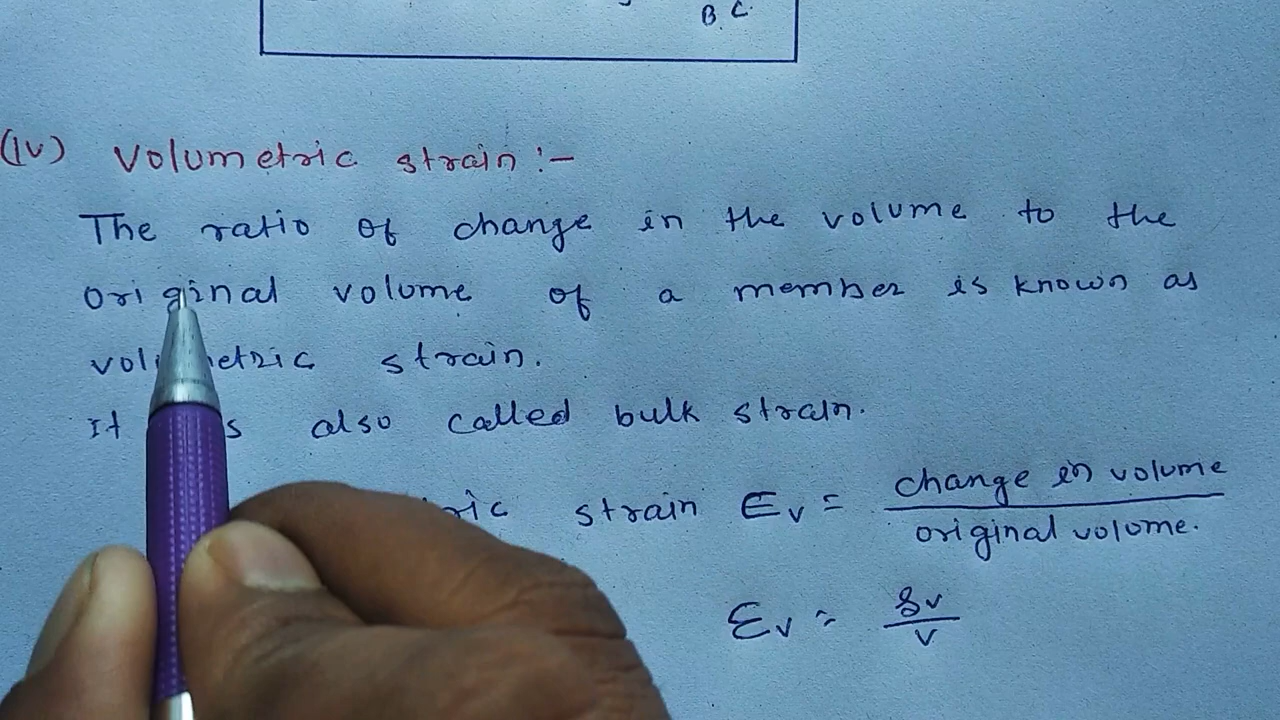 B.C.
(IV) Volumetric strain :-
The ratio of change in the volume to the
original volume of a member is known as
strain.
It also called bulk strain.
strain Ev = change in volume
original volume.
Ev = δv
v